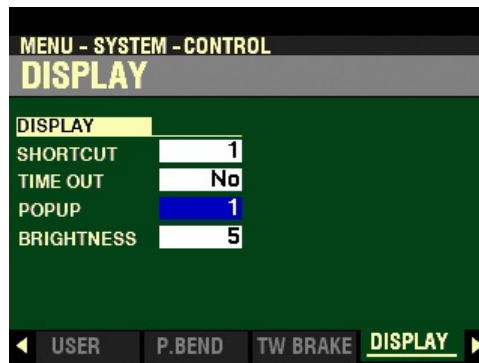 MENU - SYSTEM -CONTROL
DISPLAY
DISPLAY
SHORTCUT 1
TIME OUT No
POPUP 1
BRIGHTNESS 5
USER P.BEND TW BRAKE DISPLAY